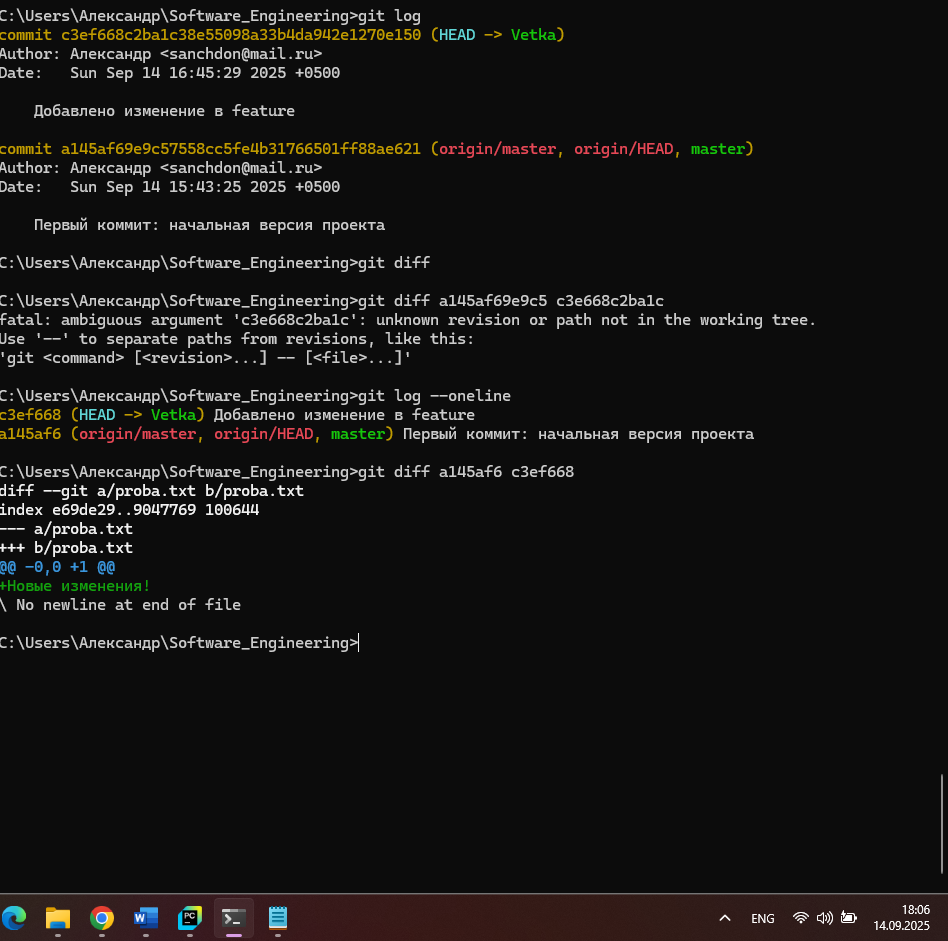 C:\Users\Александр\Software_Engineering>git log
commit c3ef668c2ba1c38e55098a33b4da942e1270e150 (HEAD -> Vetka)
Author: Александр <sanchdon@mail.ru>
Date:   Sun Sep 14 16:45:29 2025 +0500
Добавлено изменение в feature
commit a145af69e9c57558cc5fe4b31766501ff88ae621 (origin/master, origin/HEAD, master)
Author: Александр <sanchdon@mail.ru>
Date:   Sun Sep 14 15:43:25 2025 +0500
Первый коммит: начальная версия проекта
C:\Users\Александр\Software_Engineering>git diff
C:\Users\Александр\Software_Engineering>git diff a145af69e9c5 c3e668c2ba1c
fatal: ambiguous argument 'c3e668c2ba1c': unknown revision or path not in the working tree.
Use '--' to separate paths from revisions, like this:
'git <command> [<revision>...] -- [<file>...]'
C:\Users\Александр\Software_Engineering>git log --oneline
c3ef668 (HEAD -> Vetka) Добавлено изменение в feature
a145af6 (origin/master, origin/HEAD, master) Первый коммит: начальная версия проекта
C:\Users\Александр\Software_Engineering>git diff a145af6 c3ef668
diff --git a/proba.txt b/proba.txt
index e69de29..9047769 100644
--- a/proba.txt
+++ b/proba.txt
@@ -0,0 +1 @@
+Новые изменения!
\ No newline at end of file
C:\Users\Александр\Software_Engineering>
W
PC
ENG
18:06
14.09.2025